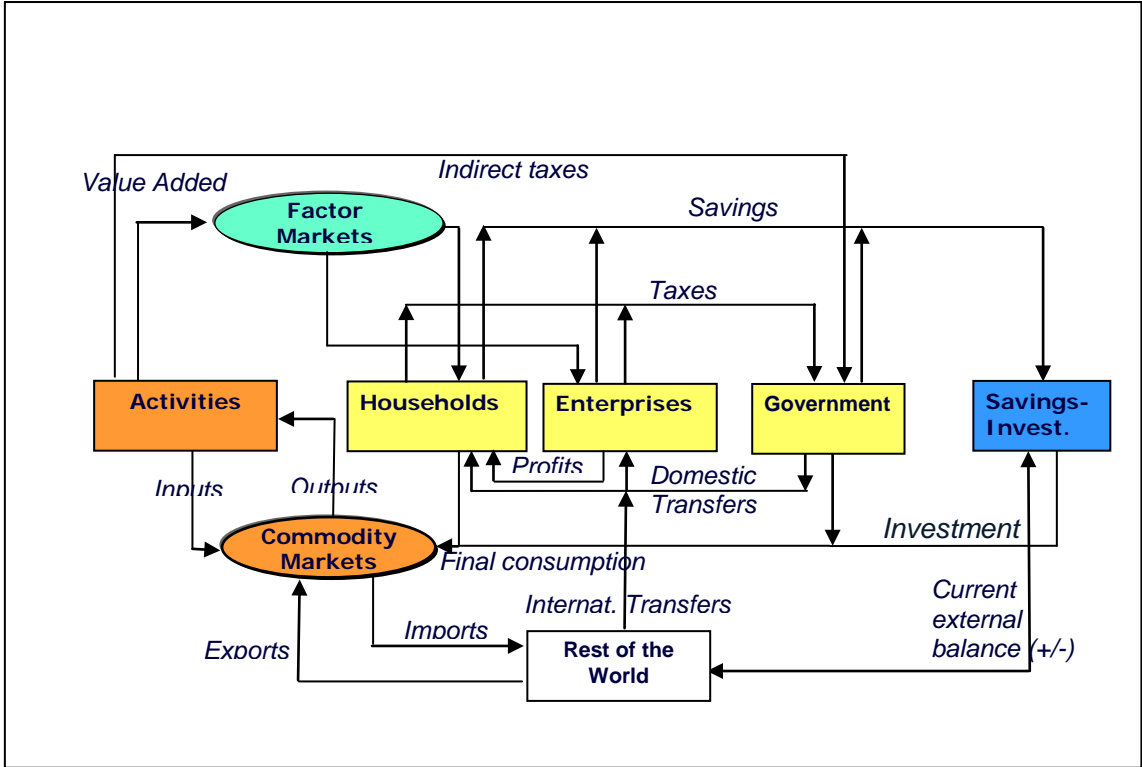 Indirect taxes
Value Added
Factor
Markets
Savings
Taxes
Activities
Households
Enterprises
Government
Savings-
Invest.
Profits
Domestic
Transfers
Inputs
Outputs
Commodity
Markets
Investment
Final consumption
Internat. Transfers
Current
external
balance (+/-)
Imports
Exports
Rest of the
World